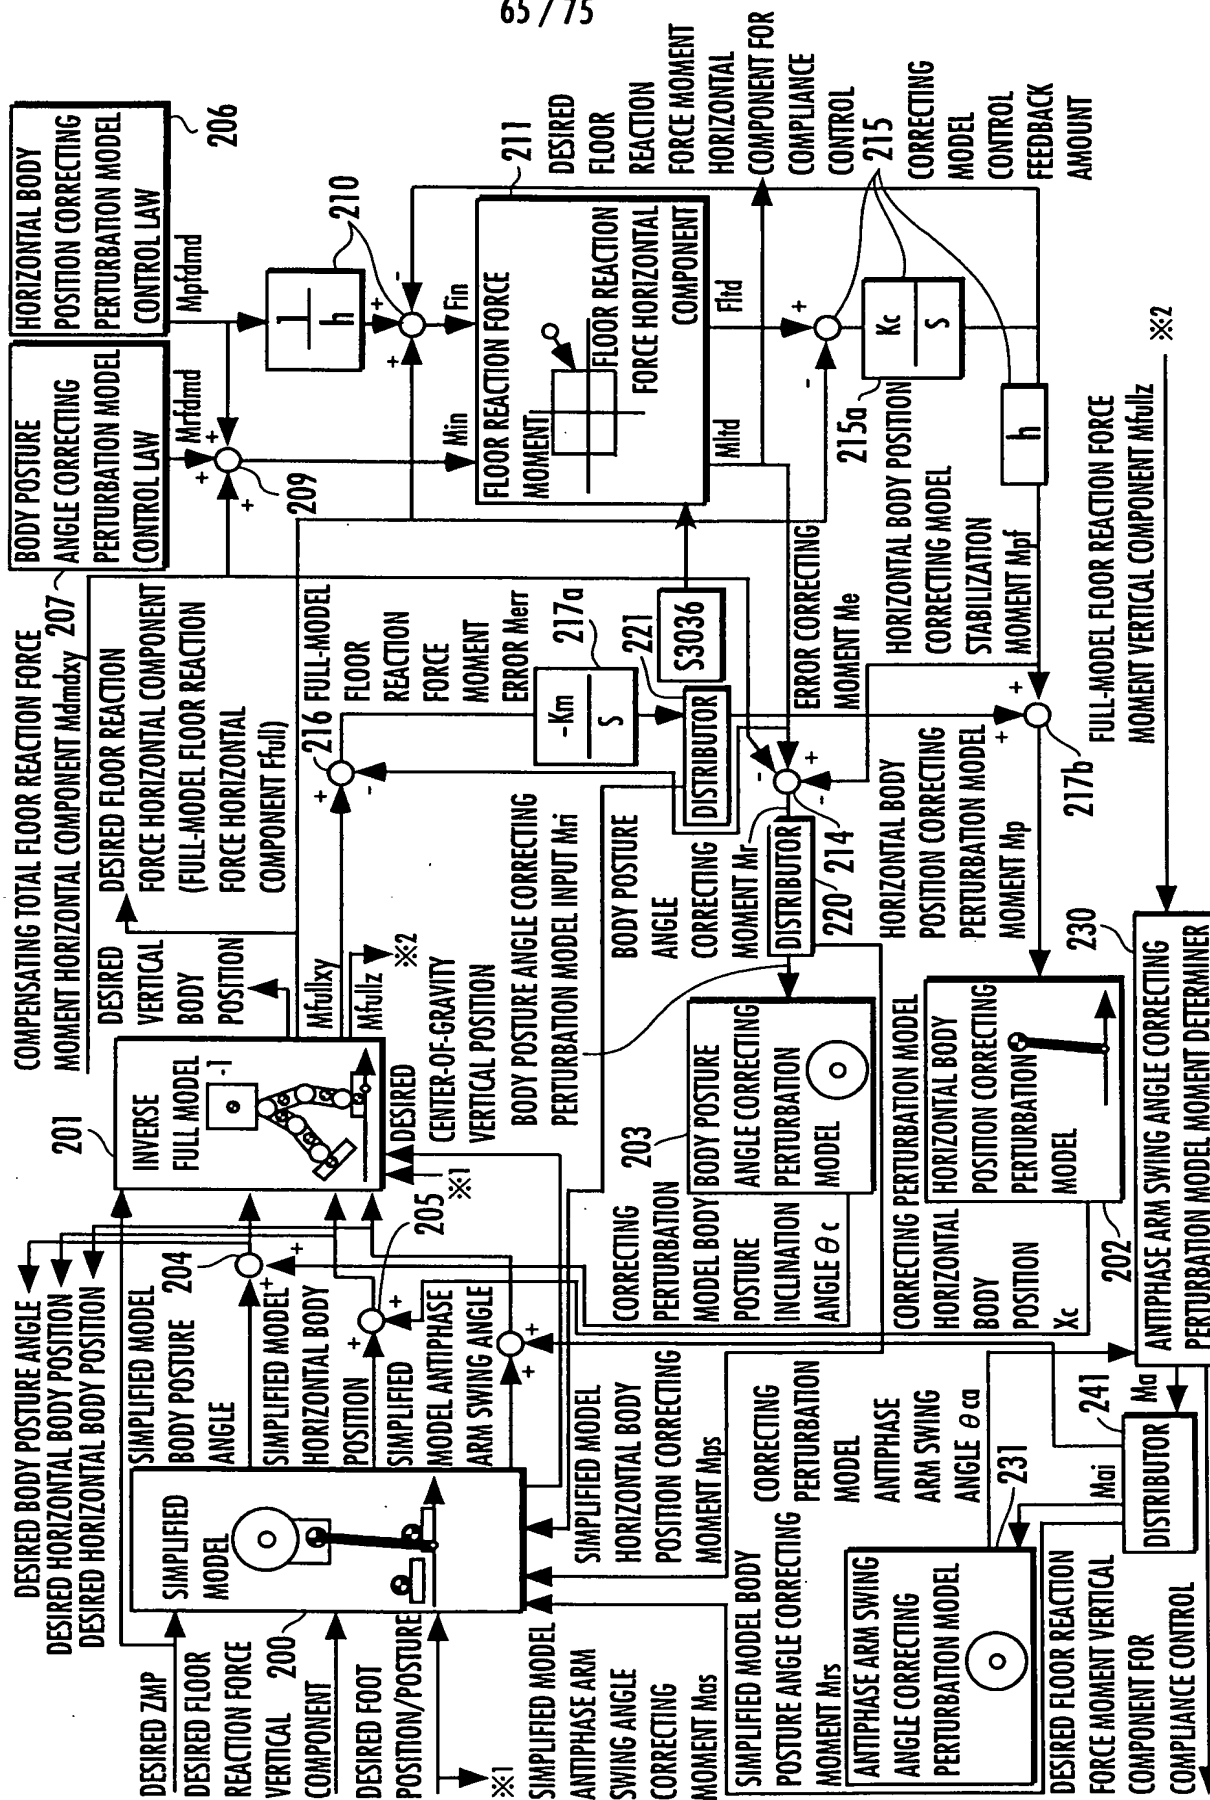 65 / 75
COMPENSATING TOTAL FLOOR REACTION FORCE
MOMENT HORIZONTAL COMPONENT Mdmdxy
207
BODY POSTURE
ANGLE CORRECTING
PERTURBATION MODEL
CONTROL LAW
HORIZONTAL BODY
POSITION CORRECTING
PERTURBATION MODEL
CONTROL LAW
206
Mrfdmd
Mpfdmd
+
+
+
209
1
h
210
+
+
-
Min
Fin
DESIRED BODY POSTURE ANGLE
DESIRED HORIZONTAL BODY POSITION
DESIRED HORIZONTAL BODY POSITION
DESIRED
VERTICAL
BODY
POSITION
DESIRED FLOOR REACTION
FORCE HORIZONTAL COMPONENT
(FULL-MODEL FLOOR REACTION
FORCE HORIZONTAL
COMPONENT Ffull)
201
INVERSE
FULL MODEL
-1
Mfullxy
Mfullz
※2
DESIRED
CENTER-OF-GRAVITY
VERTICAL POSITION
※1
+
-
216
FULL-MODEL
FLOOR
REACTION
FORCE
MOMENT
ERROR Merr
217a
-Km
S
221
DISTRIBUTOR
S3036
FLOOR REACTION FORCE
MOMENT
FLOOR REACTION
FORCE HORIZONTAL
COMPONENT
211
DESIRED
FLOOR
REACTION
FORCE MOMENT
HORIZONTAL
COMPONENT FOR
COMPLIANCE
CONTROL
Mltd
Fltd
215
CORRECTING
MODEL
CONTROL
FEEDBACK
AMOUNT
+
-
Kc
S
215a
h
ERROR CORRECTING
MOMENT Me
HORIZONTAL BODY POSITION
CORRECTING MODEL
STABILIZATION
MOMENT Mpf
SIMPLIFIED MODEL
BODY POSTURE
ANGLE
204
+
+
SIMPLIFIED MODEL
HORIZONTAL BODY
POSITION
205
+
+
SIMPLIFIED
MODEL ANTIPHASE
ARM SWING ANGLE
+
+
DESIRED ZMP
DESIRED FLOOR
REACTION FORCE
VERTICAL
COMPONENT
200
DESIRED FOOT
POSITION/POSTURE
※1
SIMPLIFIED
MODEL
BODY POSTURE ANGLE CORRECTING
PERTURBATION MODEL INPUT Mri
BODY POSTURE
ANGLE
CORRECTING
MOMENT Mr
-
+
-
214
DISTRIBUTOR
220
203
BODY POSTURE
ANGLE CORRECTING
PERTURBATION
MODEL
CORRECTING
PERTURBATION
MODEL BODY
POSTURE
INCLINATION
ANGLE θc
HORIZONTAL BODY
POSITION CORRECTING
PERTURBATION MODEL
MOMENT Mp
+
+
217b
HORIZONTAL BODY
POSITION CORRECTING
PERTURBATION
MODEL
202
CORRECTING PERTURBATION MODEL
HORIZONTAL
BODY
POSITION
Xc
FULL-MODEL FLOOR REACTION FORCE
MOMENT VERTICAL COMPONENT Mfullz
※2
230
ANTIPHASE ARM SWING ANGLE CORRECTING
PERTURBATION MODEL MOMENT DETERMINER
SIMPLIFIED MODEL
HORIZONTAL BODY
POSITION CORRECTING
MOMENT Mps
SIMPLIFIED MODEL
ANTIPHASE ARM
SWING ANGLE
CORRECTING
MOMENT Mas
SIMPLIFIED MODEL BODY
POSTURE ANGLE CORRECTING
MOMENT Mrs
CORRECTING
PERTURBATION
MODEL
ANTIPHASE
ARM SWING
ANGLE θca
231
ANTIPHASE ARM SWING
ANGLE CORRECTING
PERTURBATION MODEL
Mai
Ma
241
DISTRIBUTOR
DESIRED FLOOR REACTION
FORCE MOMENT VERTICAL
COMPONENT FOR
COMPLIANCE CONTROL